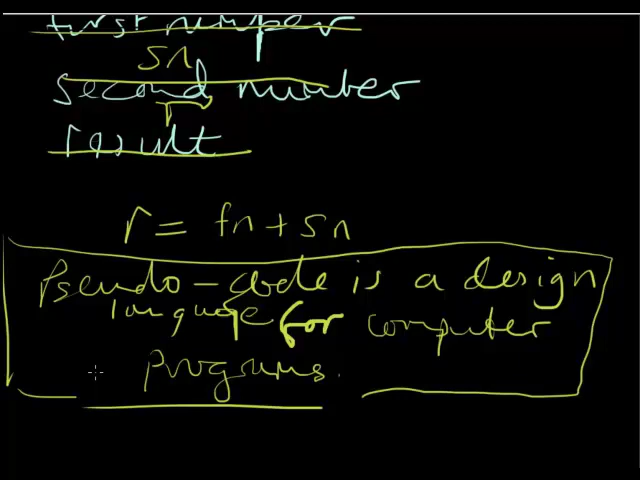 first number
sn
second number
r
result
r = fn + sn
Pseudo - code is a design
language for computer
programs.